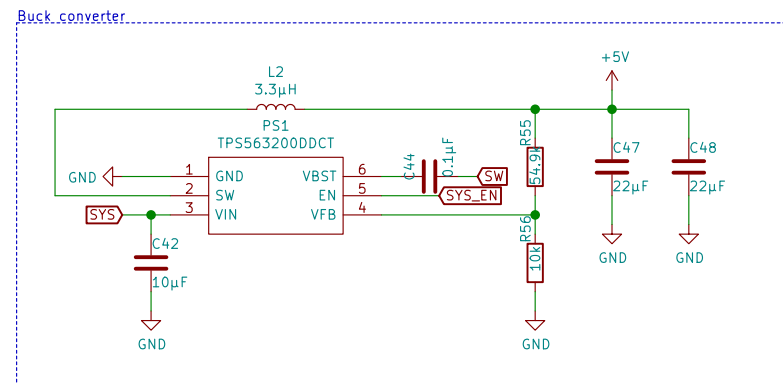 Buck converter
+5V
L2
3.3µH
PS1
TPS563200DDCT
R55
54.9k
C47
22µF
C48
22µF
C44
0.1µF
GND
1
GND
VBST
6
SW
2
SW
EN
5
SYS_EN
SYS
3
VIN
VFB
4
R56
10k
C42
10µF
GND
GND
GND
GND